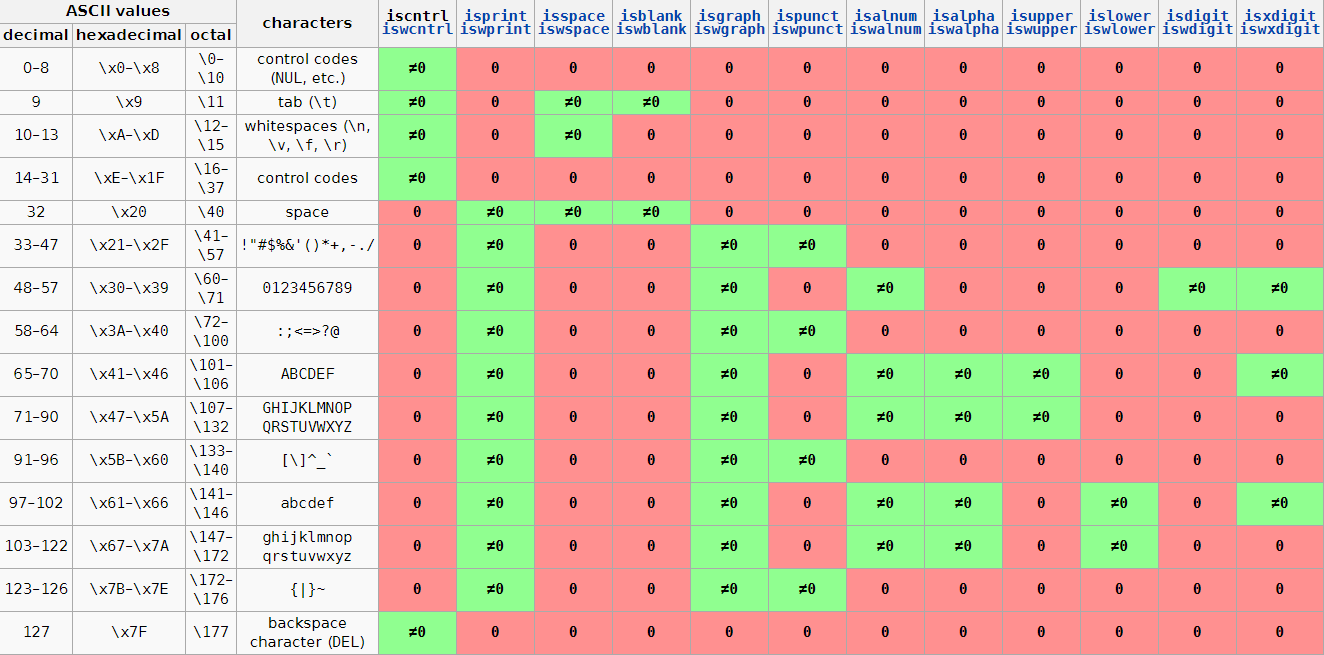 ASCII values characters iscntrl isprint isspace isblank isgraph ispunct isalnum isalpha isupper islower isdigit isxdigit
decimal hexadecimal octal iswcntrl iswprint iswspace iswblank iswgraph iswpunct iswalnum iswalpha iswupper iswlower iswdigit iswxdigit
0–8 \x0–\x8 \0–\10 control codes (NUL, etc.) ≠0 0 0 0 0 0 0 0 0 0 0 0
9 \x9 \11 tab (\t) ≠0 0 ≠0 ≠0 0 0 0 0 0 0 0 0
10–13 \xA–\xD \12–\15 whitespaces (\n, \v, \f, \r) ≠0 0 ≠0 0 0 0 0 0 0 0 0 0
14–31 \xE–\x1F \16–\37 control codes ≠0 0 0 0 0 0 0 0 0 0 0 0
32 \x20 \40 space 0 ≠0 ≠0 ≠0 0 0 0 0 0 0 0 0
33–47 \x21–\x2F \41–\57 !"#$%&'()*+,-./ 0 ≠0 0 0 ≠0 ≠0 0 0 0 0 0 0
48–57 \x30–\x39 \60–\71 0123456789 0 ≠0 0 0 ≠0 0 ≠0 0 0 0 ≠0 ≠0
58–64 \x3A–\x40 \72–\100 :;<=>?@ 0 ≠0 0 0 ≠0 ≠0 0 0 0 0 0 0
65–70 \x41–\x46 \101–\106 ABCDEF 0 ≠0 0 0 ≠0 0 ≠0 ≠0 ≠0 0 0 ≠0
71–90 \x47–\x5A \107–\132 GHIJKLMNOP QRSTUVWXYZ 0 ≠0 0 0 ≠0 0 ≠0 ≠0 ≠0 0 0 0
91–96 \x5B–\x60 \133–\140 [\]^_` 0 ≠0 0 0 ≠0 ≠0 0 0 0 0 0 0
97–102 \x61–\x66 \141–\146 abcdef 0 ≠0 0 0 ≠0 0 ≠0 ≠0 0 ≠0 0 ≠0
103–122 \x67–\x7A \147–\172 ghijklmnop qrstuvwxyz 0 ≠0 0 0 ≠0 0 ≠0 ≠0 0 ≠0 0 0
123–126 \x7B–\x7E \172–\176 {|}~ 0 ≠0 0 0 ≠0 ≠0 0 0 0 0 0 0
127 \x7F \177 backspace character (DEL) ≠0 0 0 0 0 0 0 0 0 0 0 0